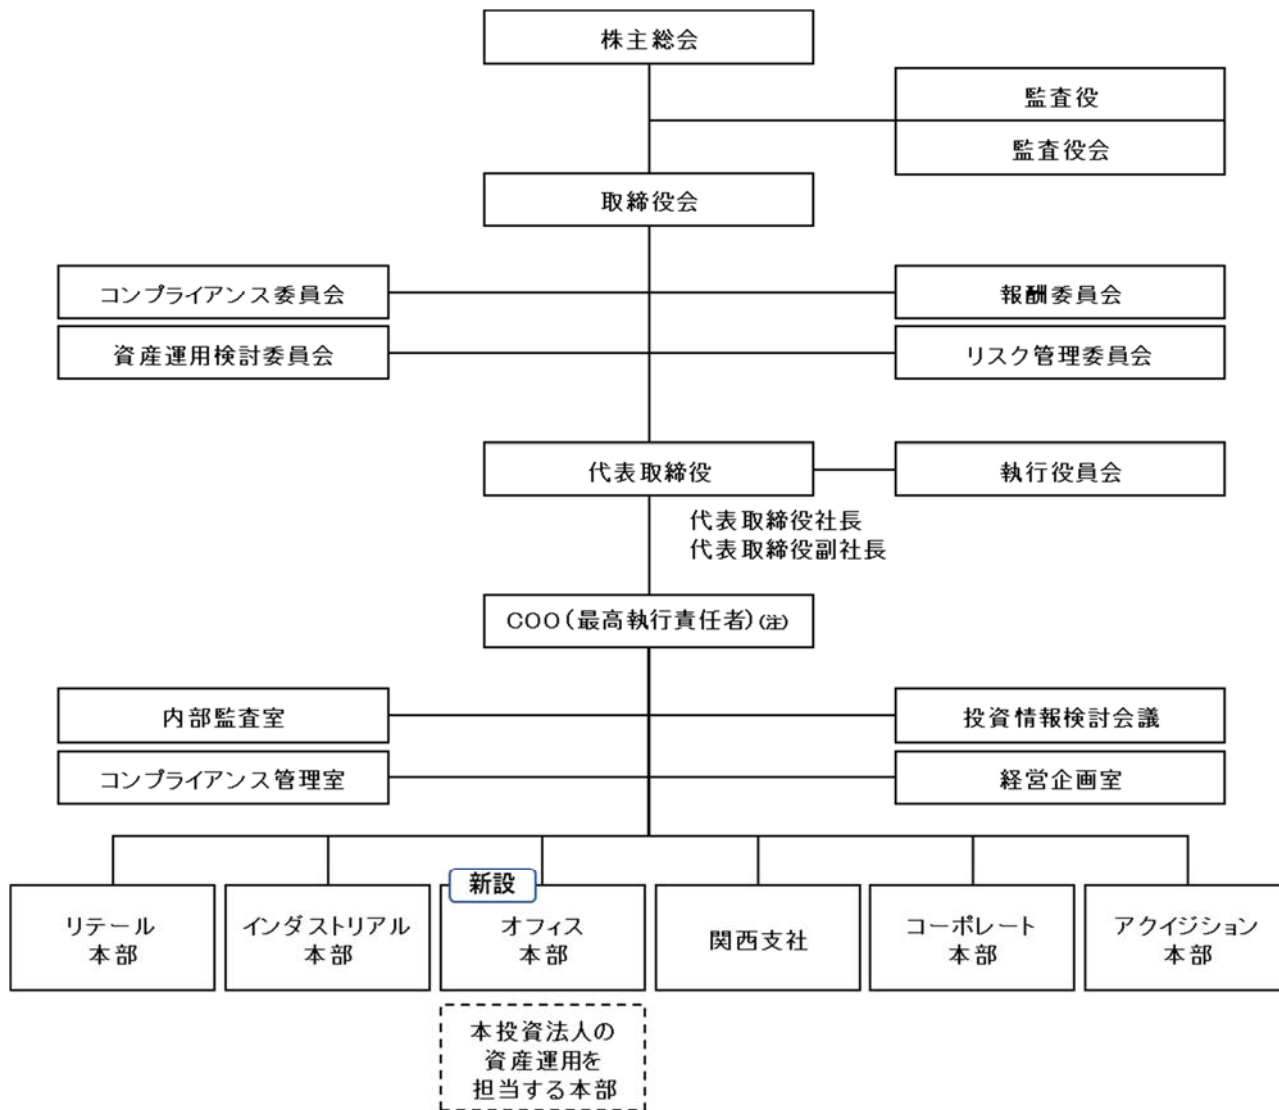 株主総会
監査役
監査役会
取締役会
コンプライアンス委員会
報酬委員会
資産運用検討委員会
リスク管理委員会
代表取締役
執行役員会
代表取締役社長
代表取締役副社長
COO(最高執行責任者)(注)
内部監査室
投資情報検討会議
コンプライアンス管理室
経営企画室
リテール
本部
インダストリアル
本部
新設
オフィス
本部
関西支社
コーポレート
本部
アクイジション
本部
本投資法人の
資産運用を
担当する本部